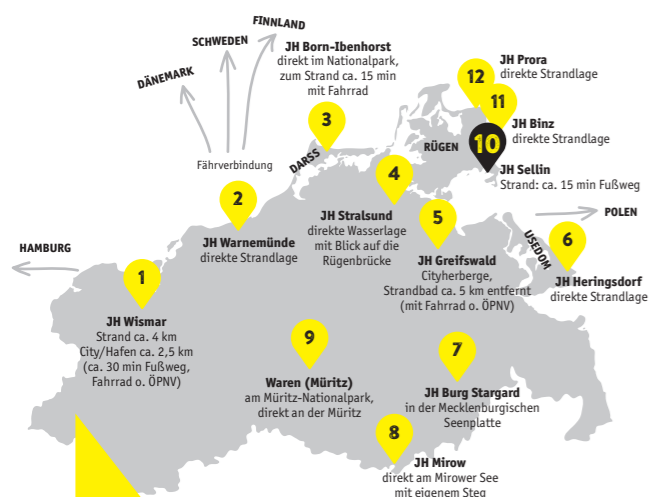 FINNLAND
SCHWEDEN
DÄNEMARK
JH Born-Ibenhorst
direkt im Nationalpark,
zum Strand ca. 15 min
mit Fahrrad
3
DARSS
Fährverbindung
12
JH Prora
direkte Strandlage
11
JH Binz
direkte Strandlage
10
RÜGEN
JH Sellin
Strand: ca. 15 min Fußweg
4
JH Stralsund
direkte Wasserlage
mit Blick auf die
Rügenbrücke
2
JH Warnemünde
direkte Strandlage
5
JH Greifswald
Cityherberge,
Strandbad ca. 5 km entfernt
(mit Fahrrad o. ÖPNV)
POLEN
USEDOM
6
JH Heringsdorf
direkte Strandlage
HAMBURG
1
JH Wismar
Strand ca. 4 km
City/Hafen ca. 2,5 km
(ca. 30 min Fußweg,
Fahrrad o. ÖPNV)
9
Waren (Müritz)
am Müritz-Nationalpark,
direkt an der Müritz
7
JH Burg Stargard
in der Mecklenburgischen
Seenplatte
8
JH Mirow
direkt am Mirower See
mit eigenem Steg